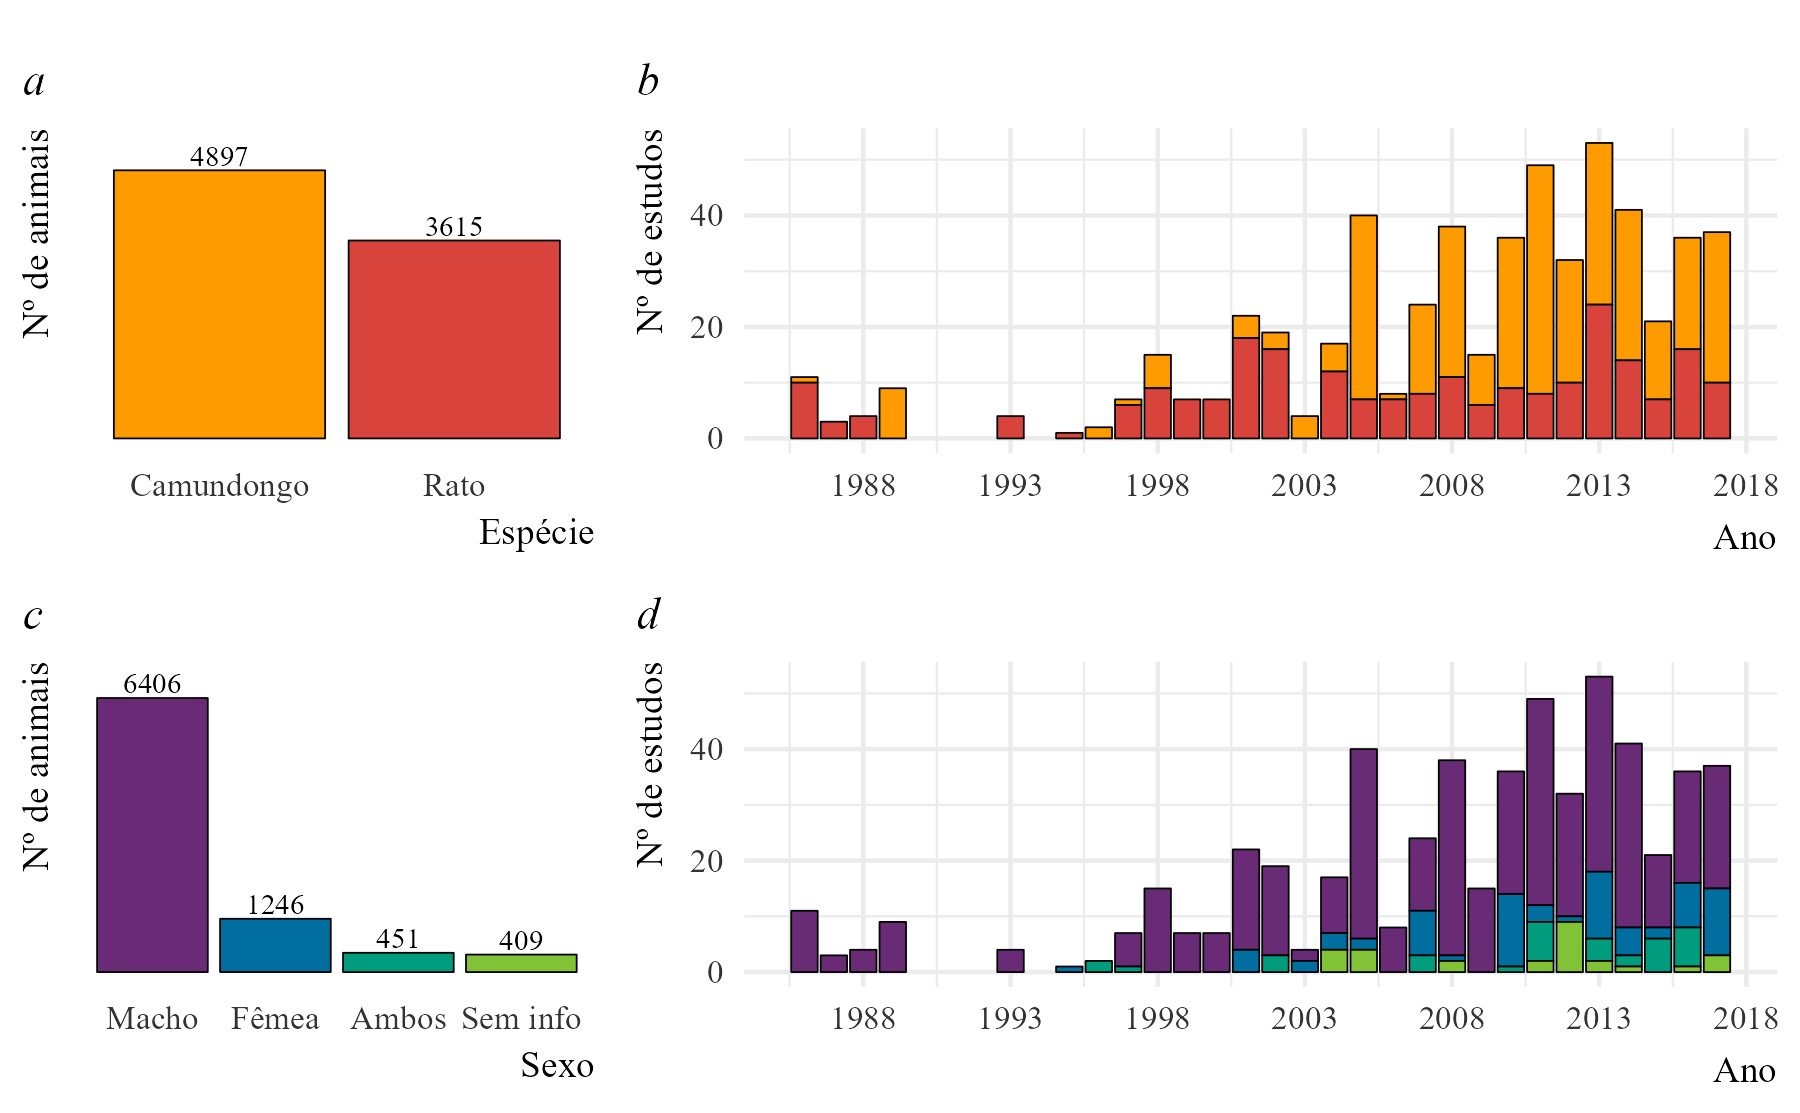 a
Nº de animais
4897
3615
Camundongo Rato
Espécie
b
Nº de estudos
40
20
0
1988 1993 1998 2003 2008 2013 2018
Ano
c
Nº de animais
6406
1246
451
409
Macho Fêmea Ambos Sem info
Sexo
d
Nº de estudos
40
20
0
1988 1993 1998 2003 2008 2013 2018
Ano